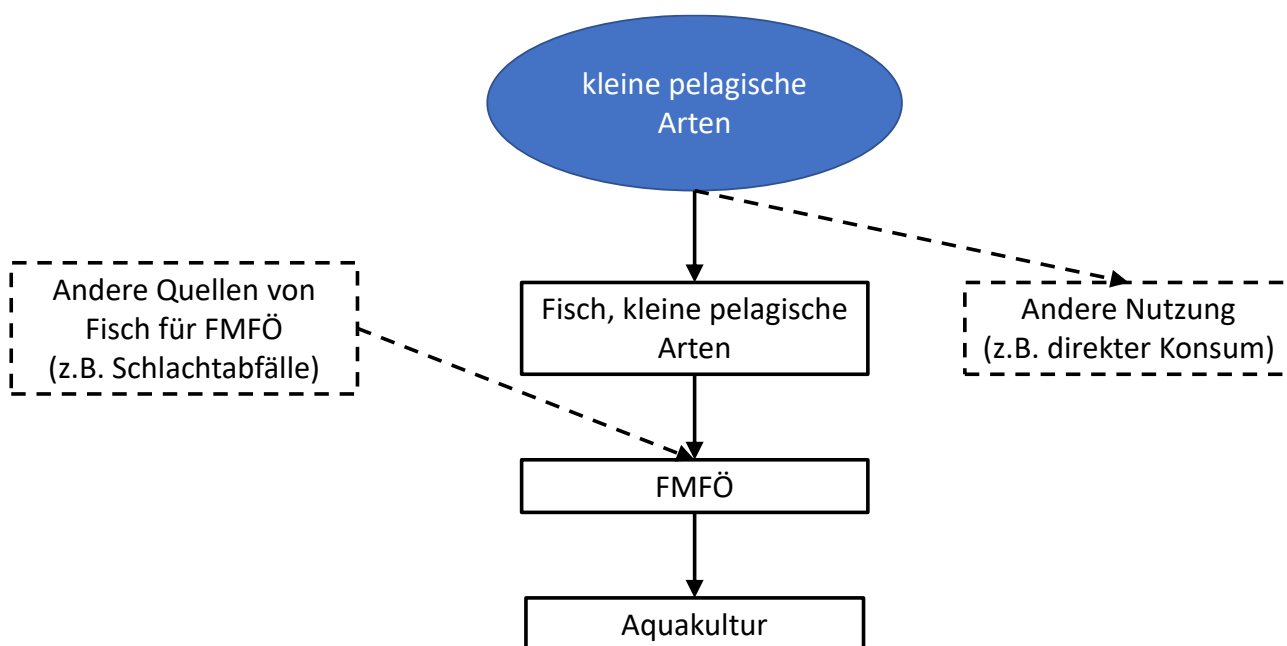 kleine pelagische
Arten
Andere Quellen von
Fisch für FMFÖ
(z.B. Schlachtabfälle)
Fisch, kleine pelagische
Arten
Andere Nutzung
(z.B. direkter Konsum)
FMFÖ
Aquakultur